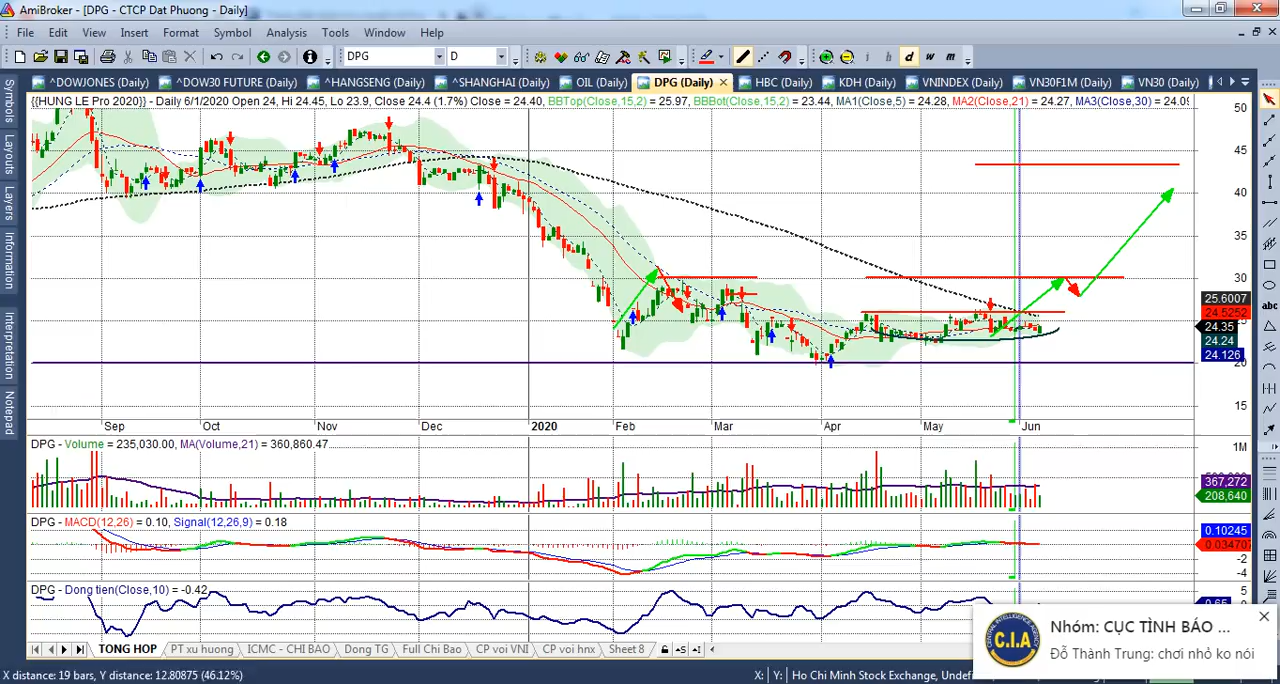 AmiBroker - [DPG - CTCP Dat Phuong - Daily]
File Edit View Insert Format Symbol Analysis Tools Window Help
DPG D i h d w m
^DOWJONES (Daily) ^DOW30 FUTURE (Daily) ^HANGSENG (Daily) ^SHANGHAI (Daily) OIL (Daily) DPG (Daily) HBC (Daily) KDH (Daily) VNINDEX (Daily) VN30F1M (Daily) VN30 (Daily)
{{HUNG LE Pro 2020}} - Daily 6/1/2020 Open 24, Hi 24.45, Lo 23.9, Close 24.4 (1.7%) Close = 24.40, BBTop(Close,15,2) = 25.97, BBBot(Close,15,2) = 23.44, MA1(Close,5) = 24.28, MA2(Close,21) = 24.27, MA3(Close,30) = 24.09
Symbols
Layouts
Layers
Information
Interpretation
Notepad
50
45
40
35
30
25.6007
24.5252
24.35
24.24
24.126
20
15
abc
Sep Oct Nov Dec 2020 Feb Mar Apr May Jun
DPG - Volume = 235,030.00, MA(Volume,21) = 360,860.47
1M
367,272
208,640
DPG - MACD(12,26) = 0.10, Signal(12,26,9) = 0.18
0.10245
0.03470
-2
-4
DPG - Dong tien(Close,10) = -0.42
5
TONG HOP PT xu huong ICMC - CHI BAO Dong TG Full Chi Bao CP voi VNI CP voi hnx Sheet 8
Nhóm: CỤC TÌNH BÁO ...
Đỗ Thành Trung: chơi nhỏ ko nói
C.I.A
X distance: 19 bars, Y distance: 12.80875 (46.12%) X: Y: Ho Chi Minh Stock Exchange, Undef